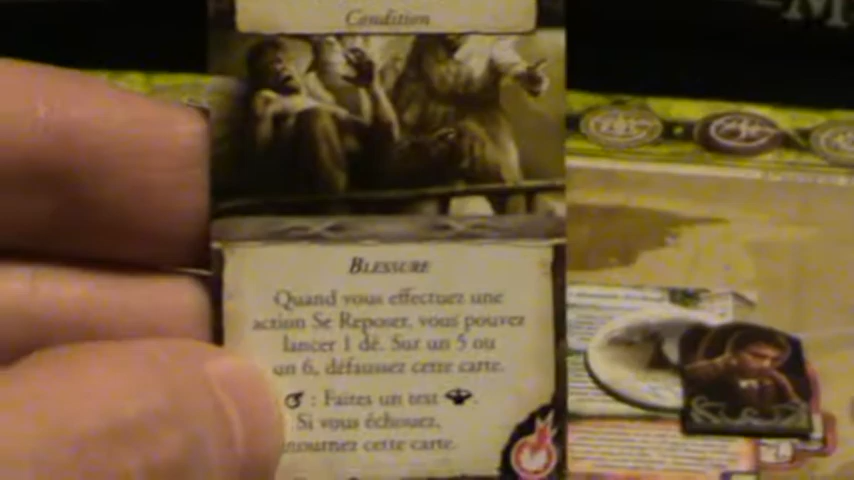 Condition
BLESSURE
Quand vous effectuez une
action Se Reposer, vous pouvez
lancer 1 dé. Sur un 5 ou
un 6, défaussez cette carte.
: Faites un test .
Si vous échouez,
retournez cette carte.